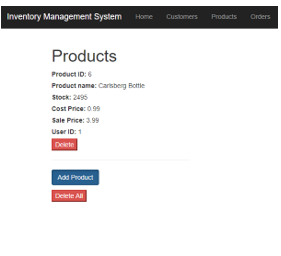 Inventory Management System Home Customers Products Orders
Products
Product ID: 6
Product name: Carlsberg Bottle
Stock: 2495
Cost Price: 0.99
Sale Price: 3.99
User ID: 1
Delete
Add Product
Delete All